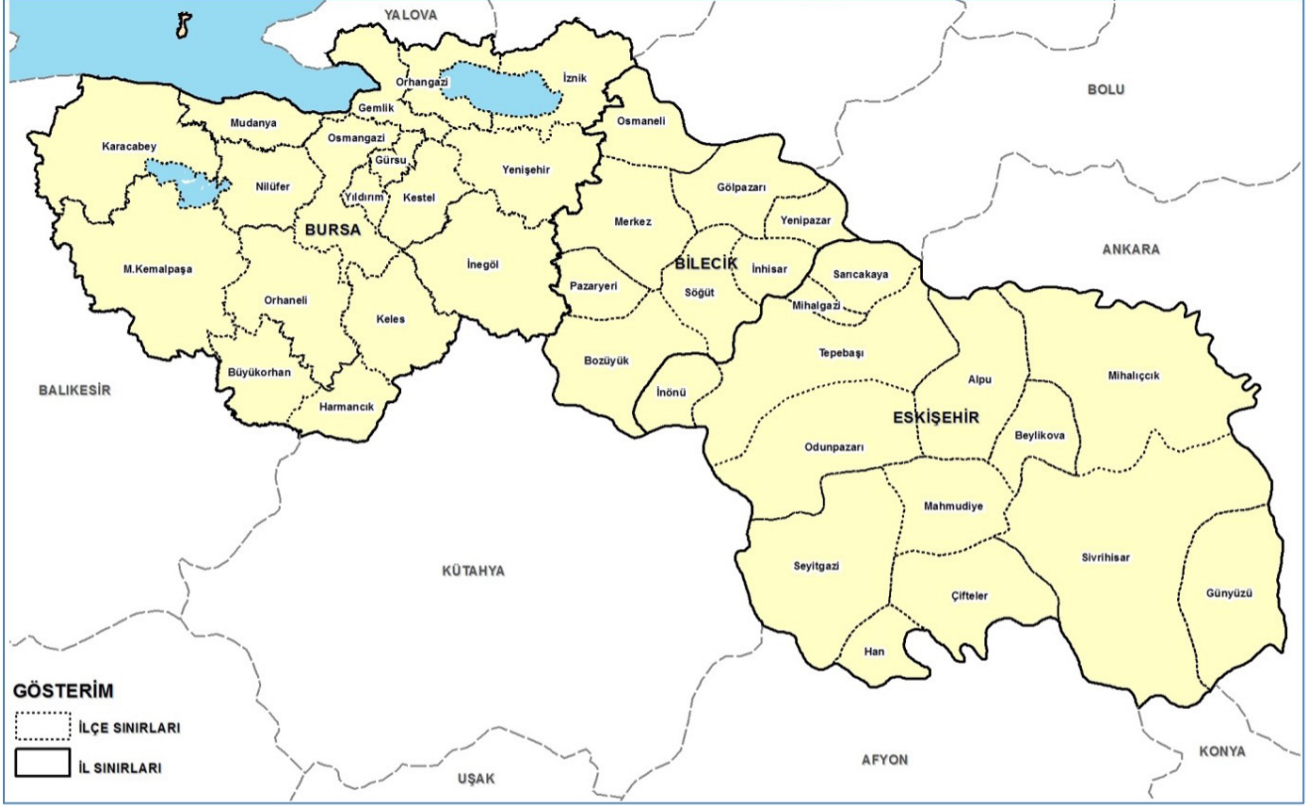 YALOVA
Orhangazi
İznik
BOLU
Gemlik
Mudanya
Osmaneli
Osmangazi
Karacabey
Gürsu
Yenişehir
Nilüfer
Gölpazarı
Yıldırım
Kestel
Merkez
Yenipazar
BURSA
ANKARA
M.Kemalpaşa
İnegöl
BİLECİK
İnhisar
Sarıcakaya
Pazaryeri
Söğüt
Orhaneli
Mihalgazi
Keles
Tepebaşı
Bozüyük
Büyükorhan
Alpu
Mihalıçcık
BALIKESİR
İnönü
Harmancık
ESKİŞEHİR
Beylikova
Odunpazarı
Mahmudiye
Sivrihisar
KÜTAHYA
Seyitgazi
Çifteler
Günyüzü
Han
GÖSTERİM
İLÇE SINIRLARI
İL SINIRLARI
UŞAK
AFYON
KONYA